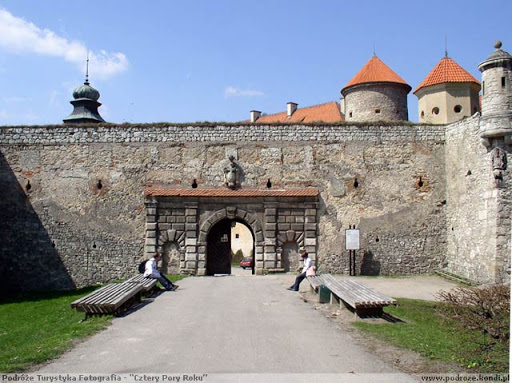 Podróże Turystyka Fotografia - "Cztery Pory Roku"
www.podroze.kondi.pl